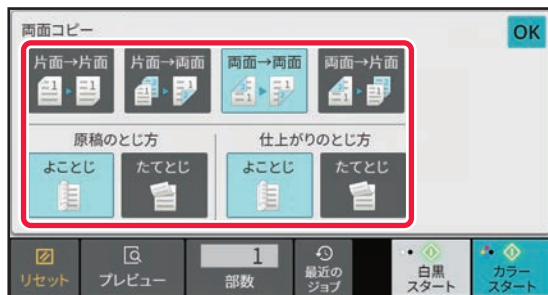 両面コピー
OK
片面→片面
片面→両面
両面→両面
両面→片面
原稿のとじ方
仕上がりのとじ方
よことじ
たてとじ
よことじ
たてとじ
リセット
プレビュー
1
部数
最近の
ジョブ
白黒
スタート
カラー
スタート